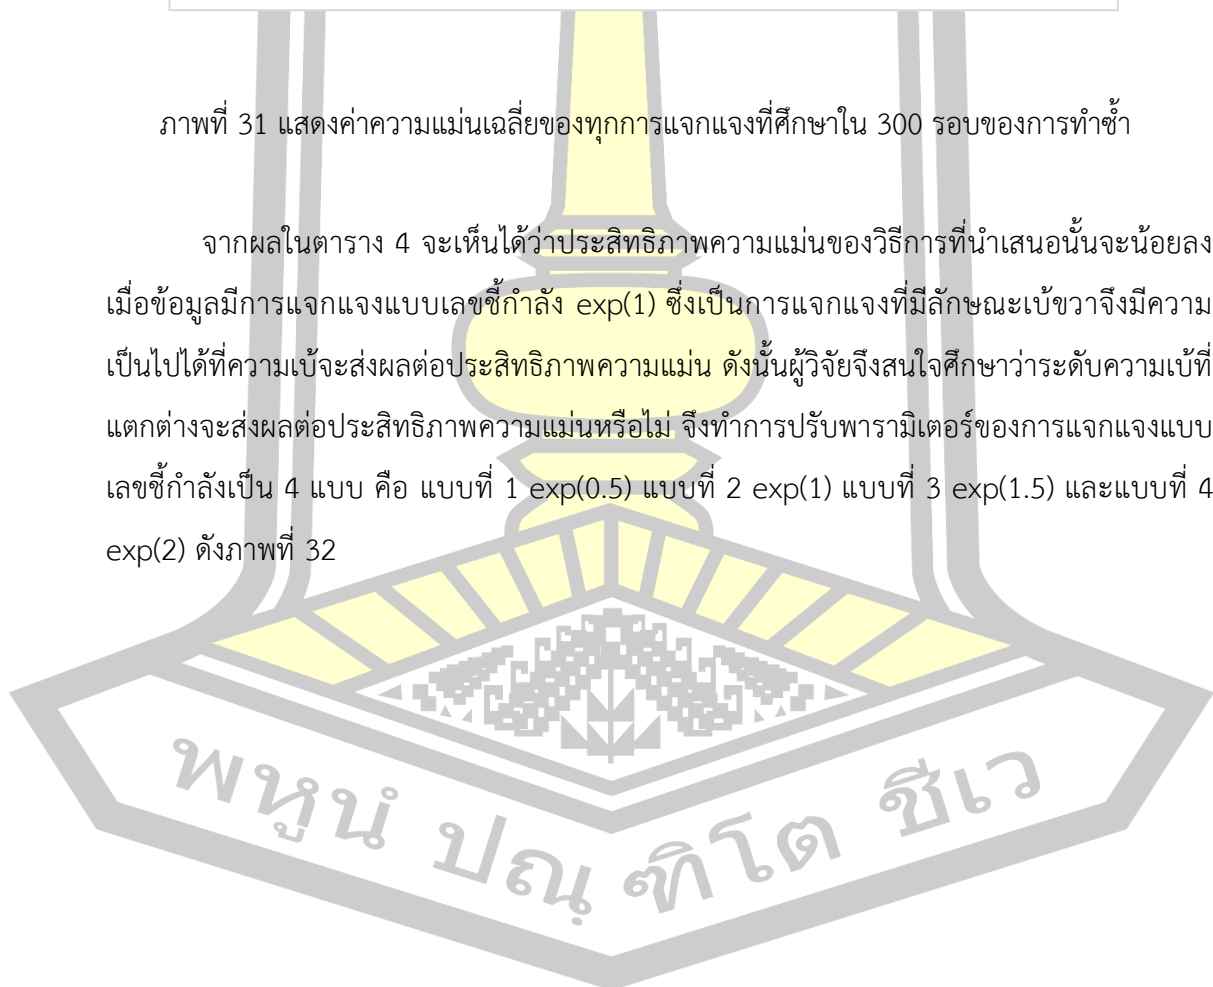 ภาพที่ 31 แสดงค่าความแม่นเฉลี่ยของทุกการแจกแจงที่ศึกษาใน 300 รอบของการทำซ้ำ
จากผลในตาราง 4 จะเห็นได้ว่าประสิทธิภาพความแม่นของวิธีการที่นำเสนอนั้นจะน้อยลง
เมื่อข้อมูลมีการแจกแจงแบบเลขชี้กำลัง exp(1) ซึ่งเป็นการแจกแจงที่มีลักษณะเบ้ขวาจึงมีความ
เป็นไปได้ที่ความเบ้จะส่งผลต่อประสิทธิภาพความแม่น ดังนั้นผู้วิจัยจึงสนใจศึกษาว่าระดับความเบ้ที่
แตกต่างจะส่งผลต่อประสิทธิภาพความแม่นหรือไม่ จึงทำการปรับพารามิเตอร์ของการแจกแจงแบบ
เลขชี้กำลังเป็น 4 แบบ คือ แบบที่ 1 exp(0.5) แบบที่ 2 exp(1) แบบที่ 3 exp(1.5) และแบบที่ 4
exp(2) ดังภาพที่ 32
พหูนํ ปณฺ ฑิโต ชีเว